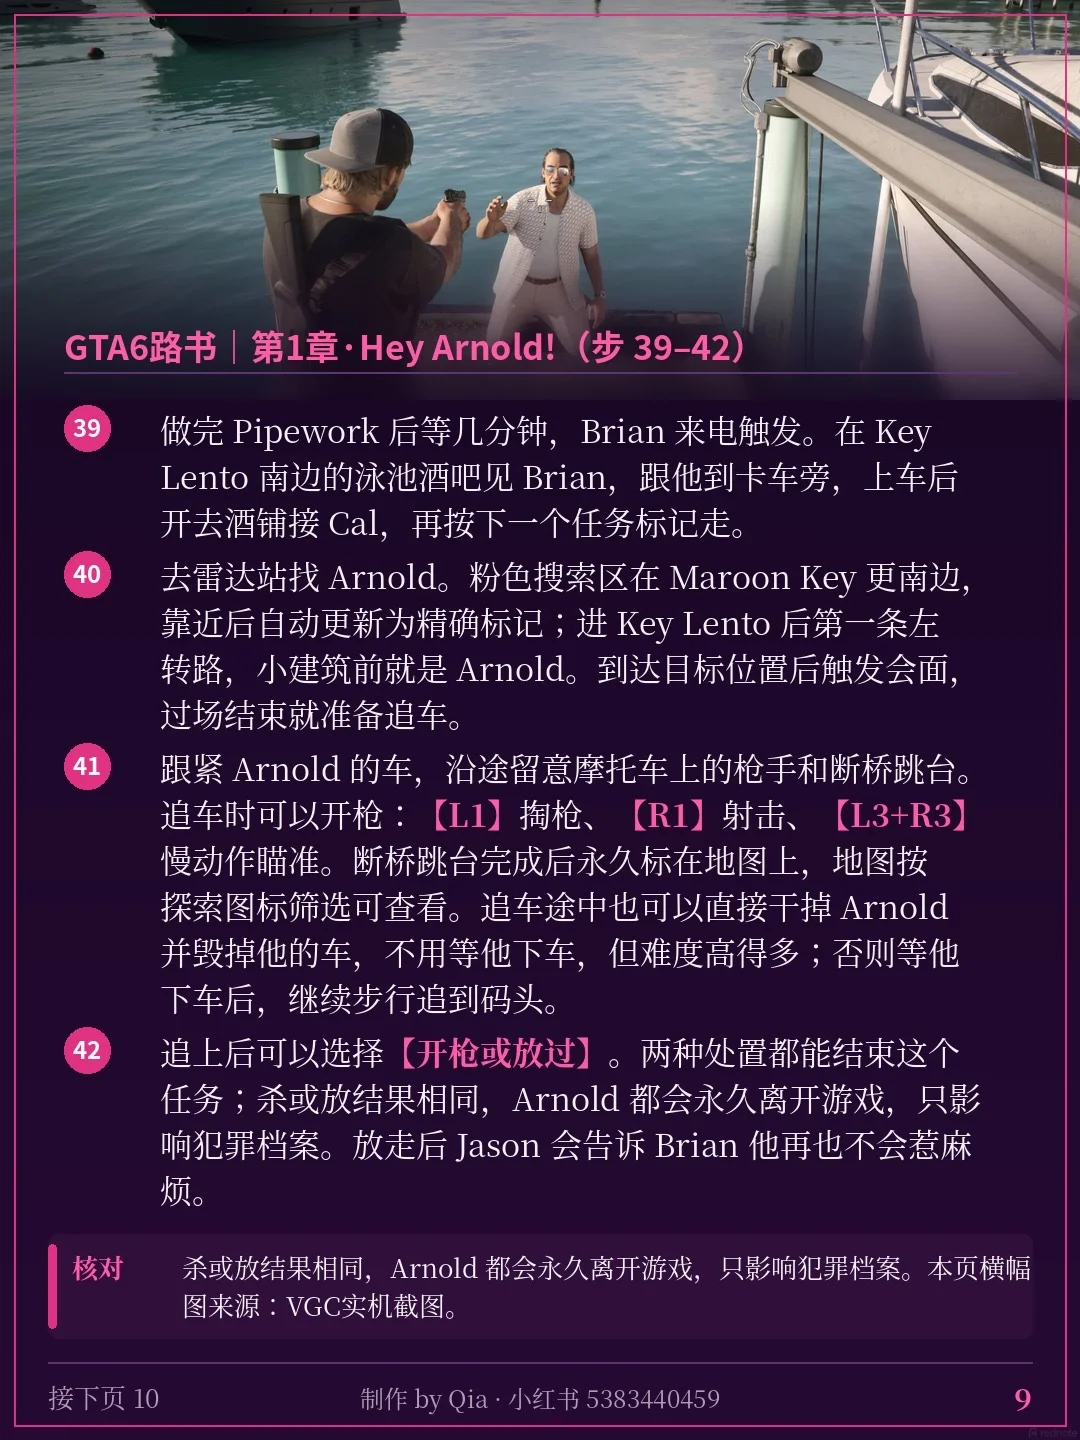 GTA6路书｜第1章·Hey Arnold!（步 39–42）
39
做完 Pipework 后等几分钟，Brian 来电触发。在 Key
Lento 南边的泳池酒吧见 Brian，跟他到卡车旁，上车后
开去酒铺接 Cal，再按下一个任务标记走。
40
去雷达站找 Arnold。粉色搜索区在 Maroon Key 更南边，
靠近后自动更新为精确标记；进 Key Lento 后第一条左
转路，小建筑前就是 Arnold。到达目标位置后触发会面，
过场结束就准备追车。
41
跟紧 Arnold 的车，沿途留意摩托车上的枪手和断桥跳台。
追车时可以开枪：【L1】掏枪、【R1】射击、【L3+R3】
慢动作瞄准。断桥跳台完成后永久标在地图上，地图按
探索图标筛选可查看。追车途中也可以直接干掉 Arnold
并毁掉他的车，不用等他下车，但难度高得多；否则等他
下车后，继续步行追到码头。
42
追上后可以选择【开枪或放过】。两种处置都能结束这个
任务；杀或放结果相同，Arnold 都会永久离开游戏，只影
响犯罪档案。放走后 Jason 会告诉 Brian 他再也不会惹麻
烦。
核对
杀或放结果相同，Arnold 都会永久离开游戏，只影响犯罪档案。本页横幅
图来源：VGC实机截图。
接下页 10
制作 by Qia · 小红书 5383440459
9
rednote